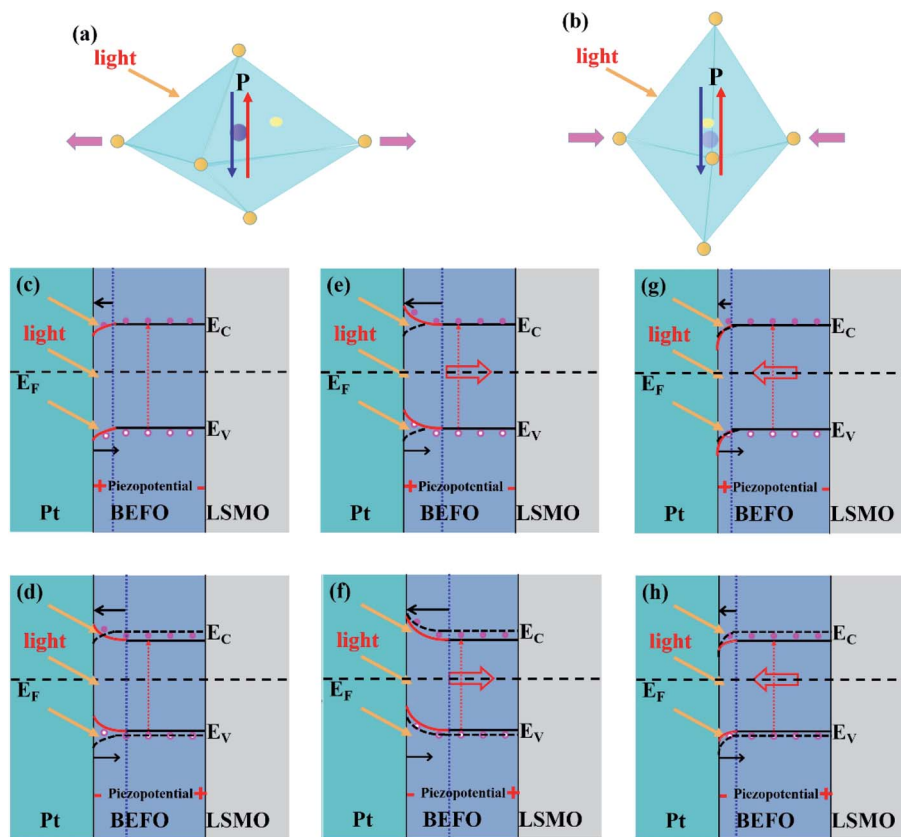 (a)
light
P
(b)
light
P
(c)
light
E_C
E_F
E_V
+ Piezopotential -
Pt BEFO LSMO
(e)
light
E_C
E_F
E_V
+ Piezopotential -
Pt BEFO LSMO
(g)
light
E_C
E_F
E_V
+ Piezopotential -
Pt BEFO LSMO
(d)
light
E_C
E_F
E_V
- Piezopotential +
Pt BEFO LSMO
(f)
light
E_C
E_F
E_V
- Piezopotential +
Pt BEFO LSMO
(h)
light
E_C
E_F
E_V
- Piezopotential +
Pt BEFO LSMO